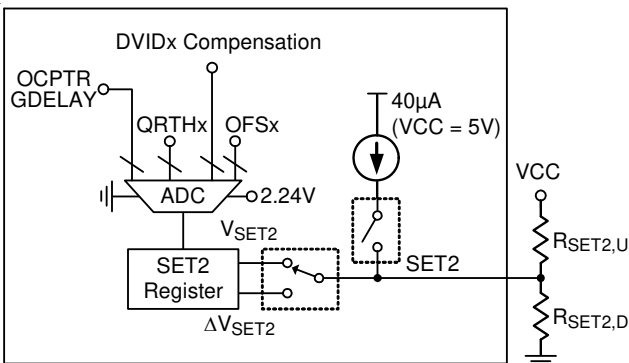 DVIDx Compensation
OCPTR
GDELAY
QRTHx
OFSx
40µA
(VCC = 5V)
VCC
ADC
2.24V
VSET2
RSET2,U
SET2
SET2
Register
ΔVSET2
RSET2,D